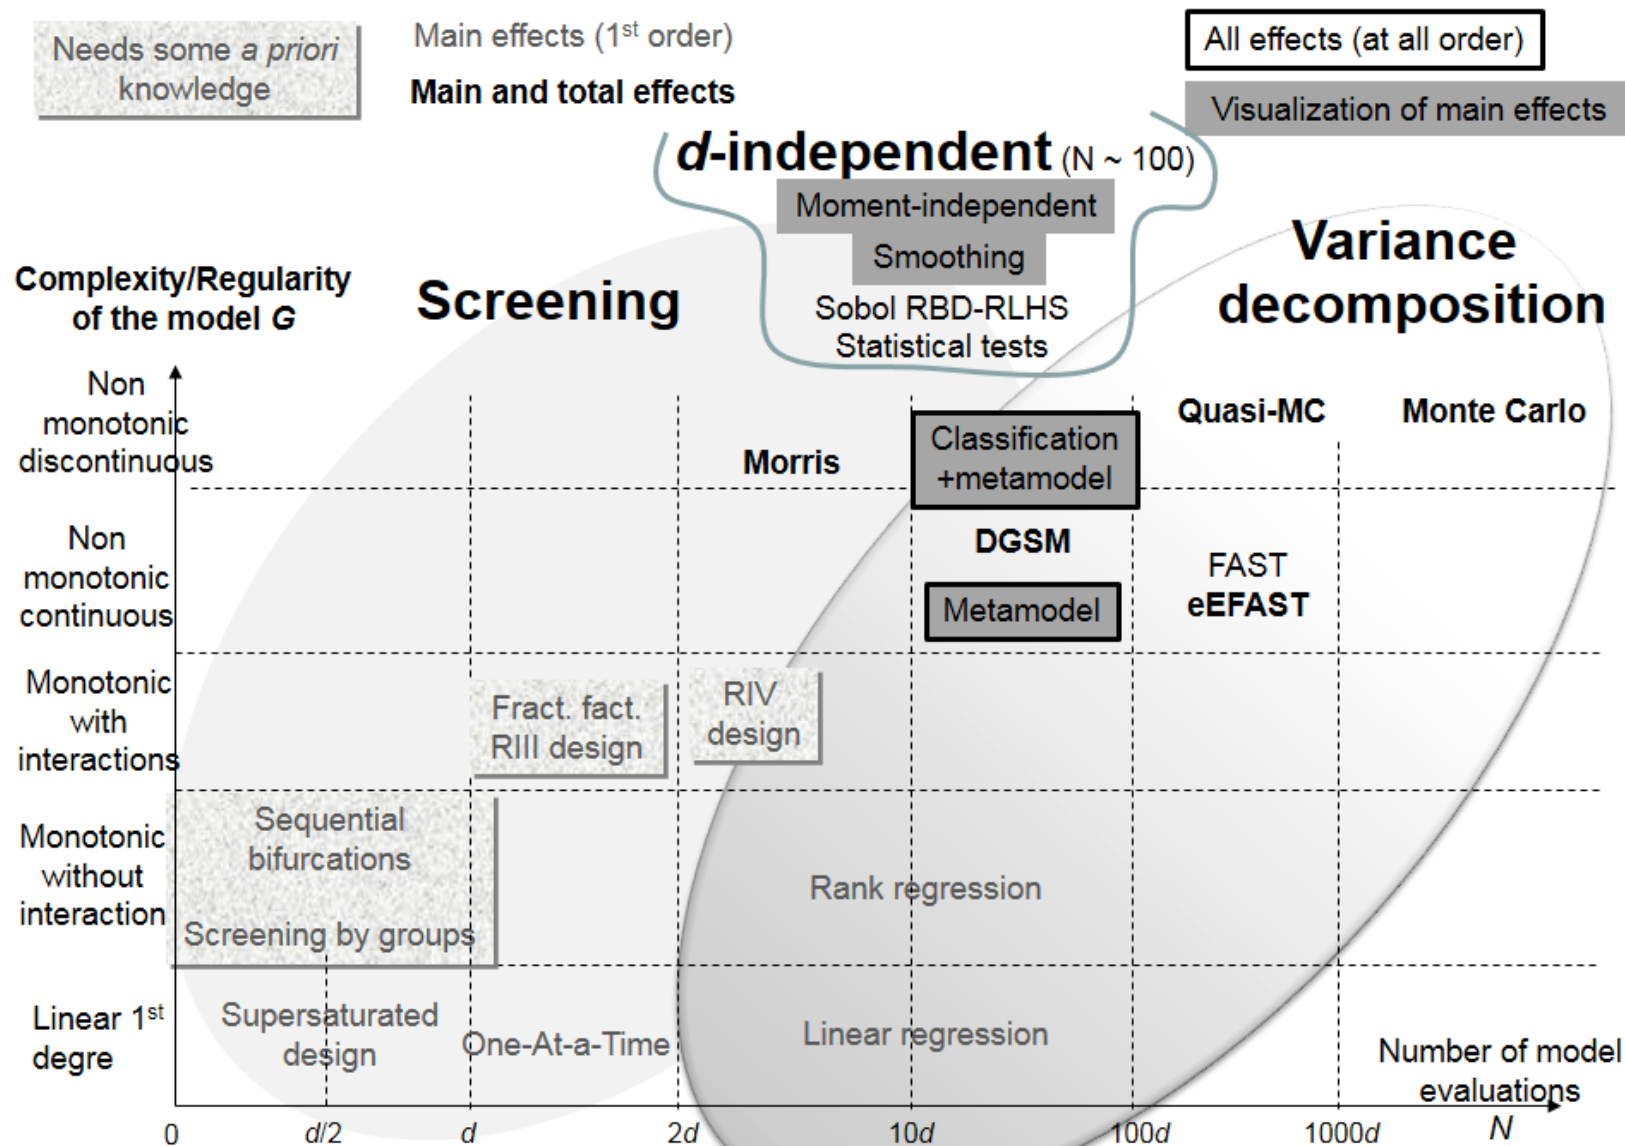 Needs some a priori
knowledge
Main effects (1st order)
Main and total effects
All effects (at all order)
Visualization of main effects
d-independent (N ~ 100)
Moment-independent
Smoothing
Sobol RBD-RLHS
Statistical tests
Screening
Variance
decomposition
Complexity/Regularity
of the model G
Non
monotonic
discontinuous
Morris
Classification
+metamodel
Quasi-MC
Monte Carlo
Non
monotonic
continuous
DGSM
Metamodel
FAST
eEFAST
Monotonic
with
interactions
Fract. fact.
RIII design
RIV
design
Monotonic
without
interaction
Sequential
bifurcations
Screening by groups
Rank regression
Linear 1st
degre
Supersaturated
design
One-At-a-Time
Linear regression
Number of model
evaluations
0
d/2
d
2d
10d
100d
1000d
N